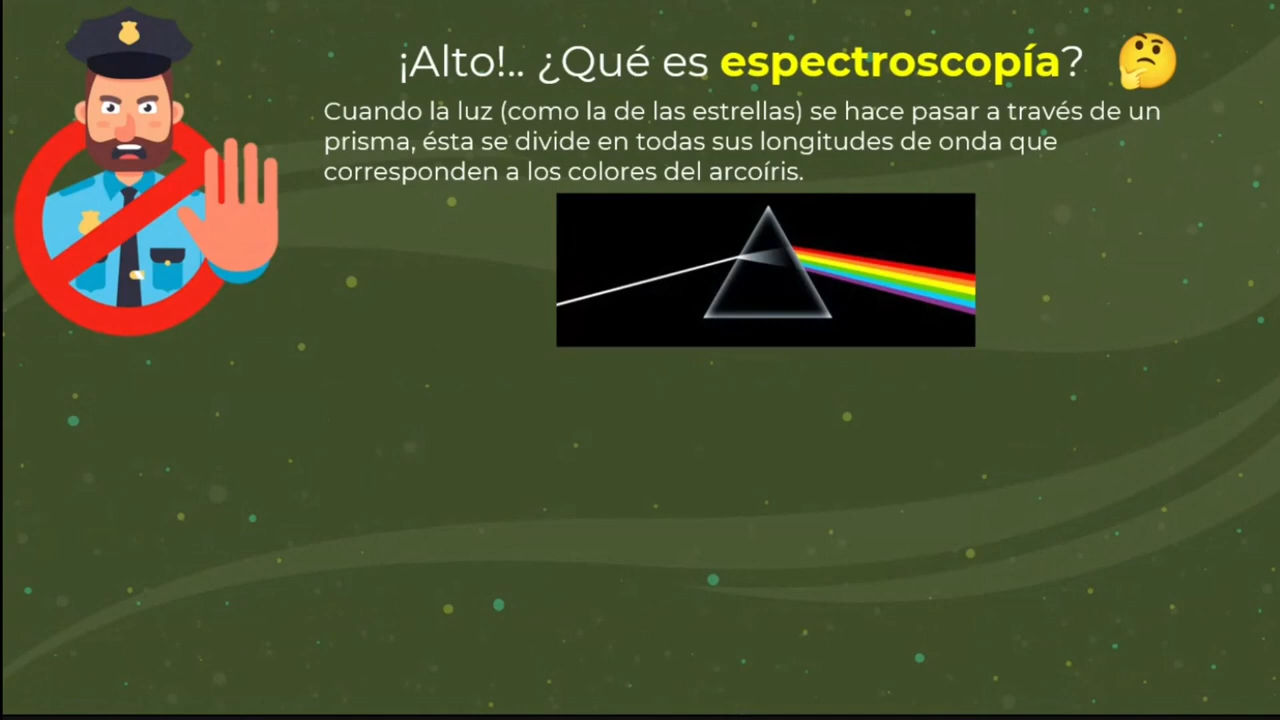 ¡Alto!.. ¿Qué es espectroscopía?
Cuando la luz (como la de las estrellas) se hace pasar a través de un
prisma, ésta se divide en todas sus longitudes de onda que
corresponden a los colores del arcoíris.